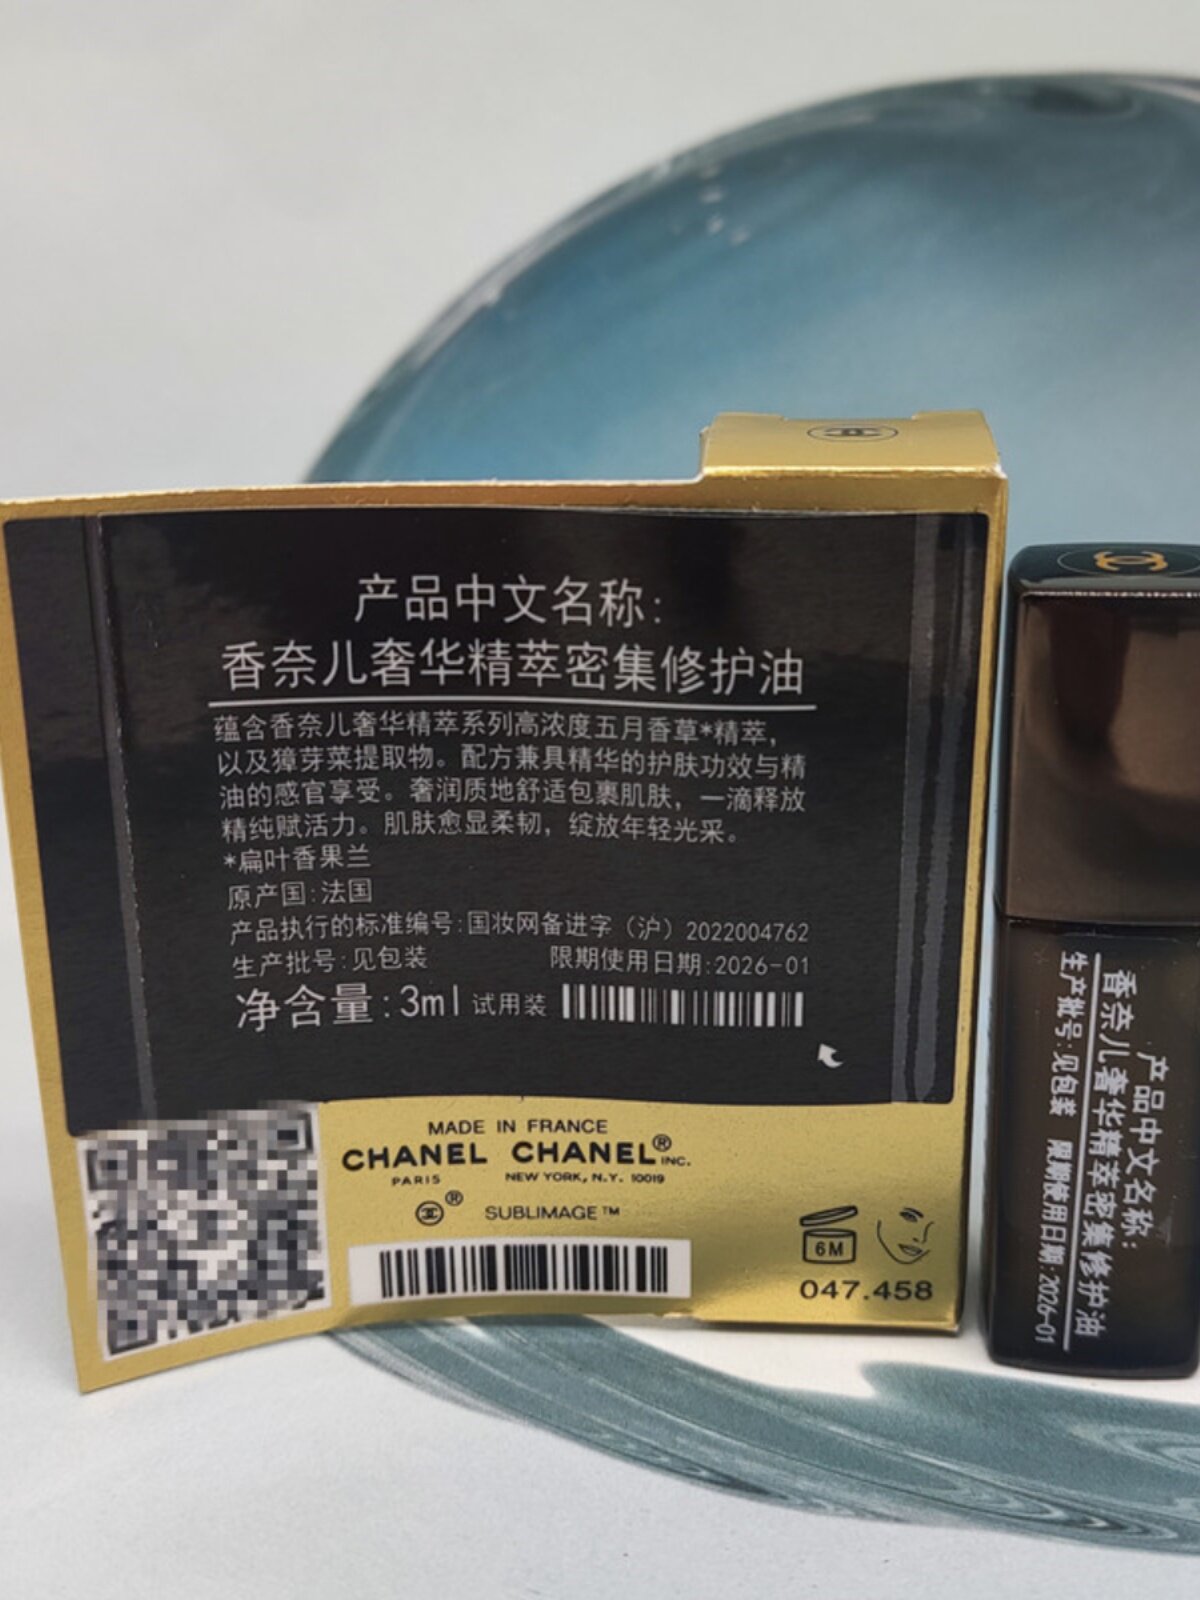 产品中文名称:
香奈儿奢华精萃密集修护油
蕴含香奈儿奢华精萃系列高浓度五月香草*精萃,
以及獐芽菜提取物。配方兼具精华的护肤功效与精
油的感官享受。奢润质地舒适包裹肌肤,一滴释放
精纯赋活力。肌肤愈显柔韧,绽放年轻光采。
*扁叶香果兰
原产国:法国
产品执行的标准编号:国妆网备进字(沪)2022004762
生产批号:见包装 限期使用日期:2026-01
净含量:3ml 试用装
MADE IN FRANCE
CHANEL CHANEL® INC.
PARIS NEW YORK, N.Y. 10019
® SUBLIMAGE™
6M
047.458
产品中文名称:
香奈儿奢华精萃密集修护油
生产批号:见包装 限期使用日期:2026-01